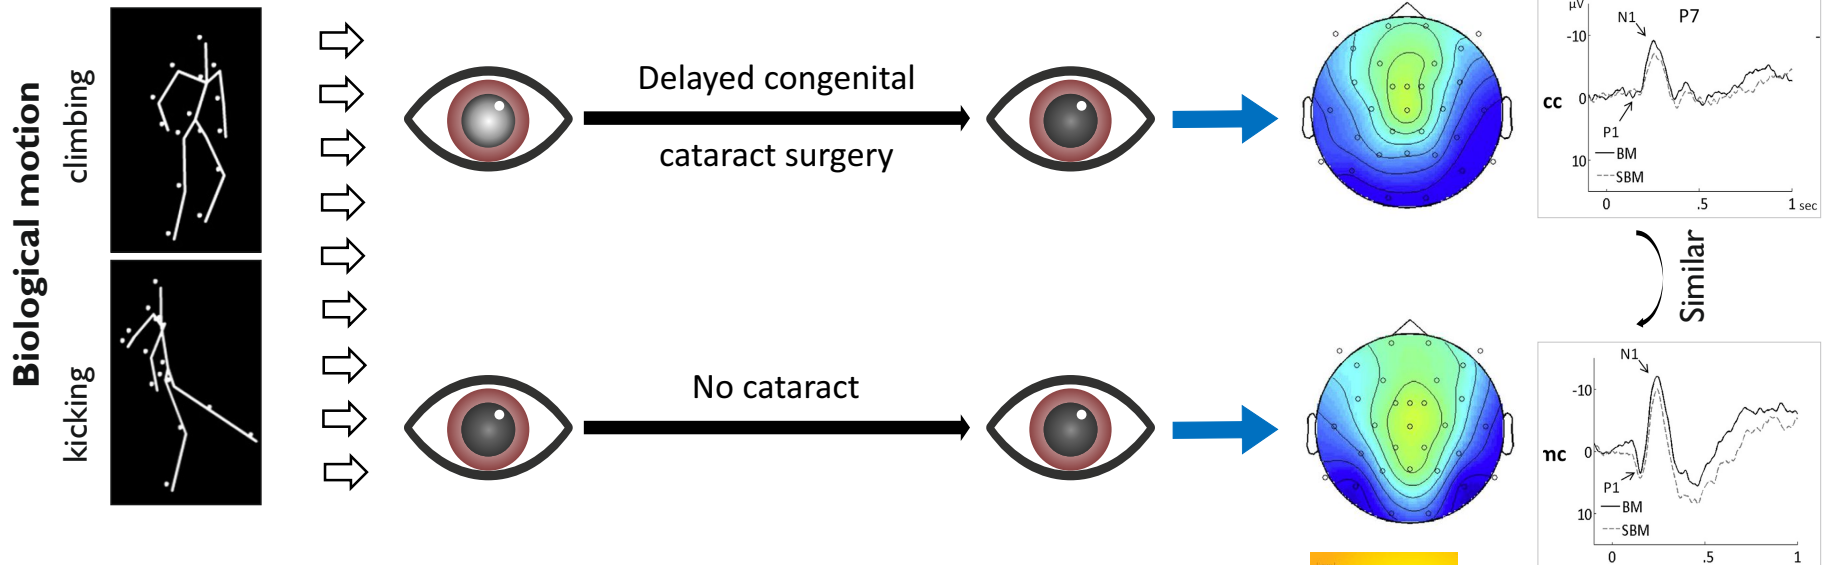 Biological motion
climbing
kicking
Delayed congenital
cataract surgery
No cataract
µV
N1
P7
-10
cc
0
P1
BM
10
SBM
0
.5
1 sec
Similar
N1
-10
mc
0
P1
BM
10
SBM
0
.5
1